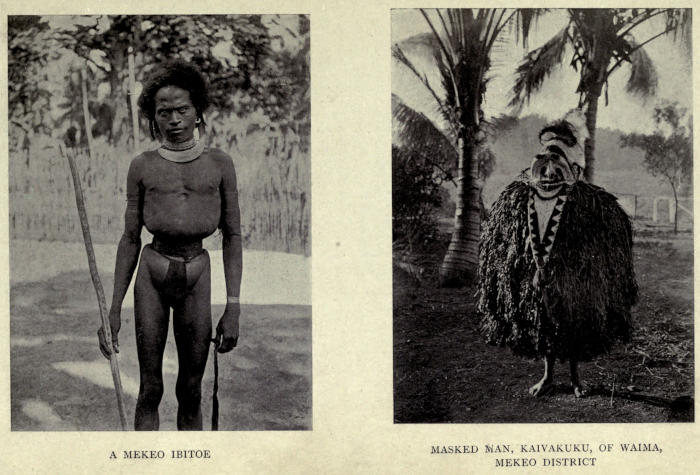 A MEKEO IBITOE
MASKED MAN, KAIVAKUKU, OF WAIMA,
MEKEO DISTRICT